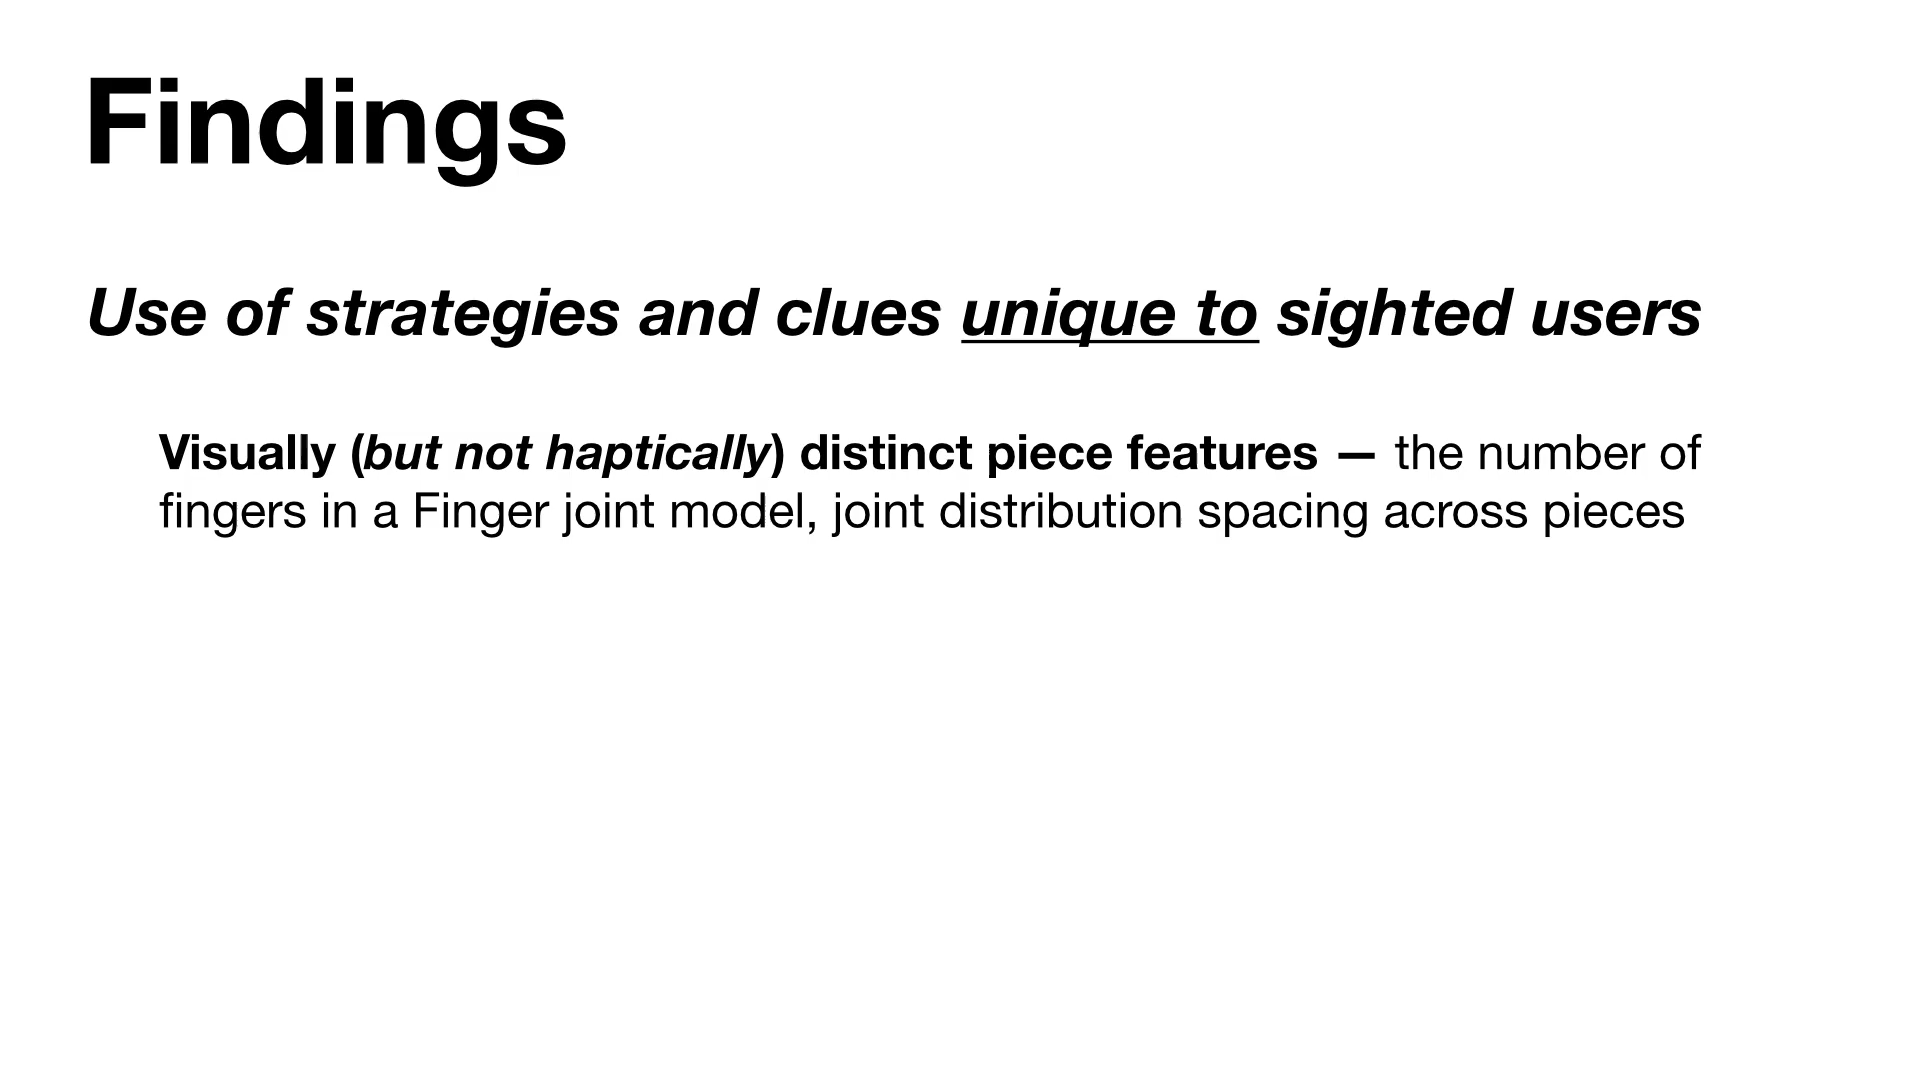 Findings
Use of strategies and clues unique to sighted users
Visually (but not haptically) distinct piece features — the number of
fingers in a Finger joint model, joint distribution spacing across pieces